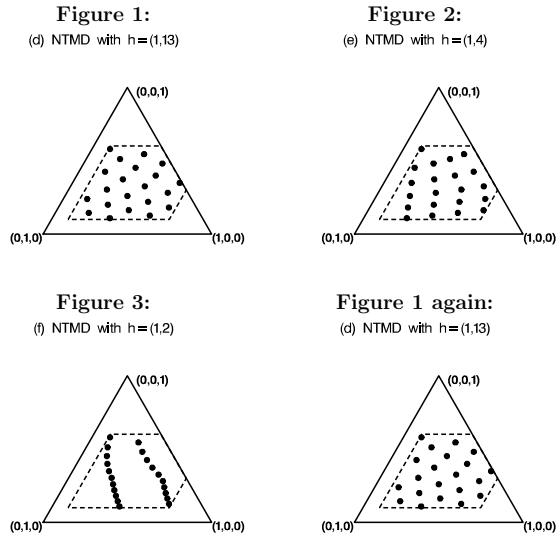 Figure 1:
(d) NTMD with h=(1,13)
(0,0,1)
(0,1,0)
(1,0,0)
Figure 2:
(e) NTMD with h=(1,4)
(0,0,1)
(0,1,0)
(1,0,0)
Figure 3:
(f) NTMD with h=(1,2)
(0,0,1)
(0,1,0)
(1,0,0)
Figure 1 again:
(d) NTMD with h=(1,13)
(0,0,1)
(0,1,0)
(1,0,0)